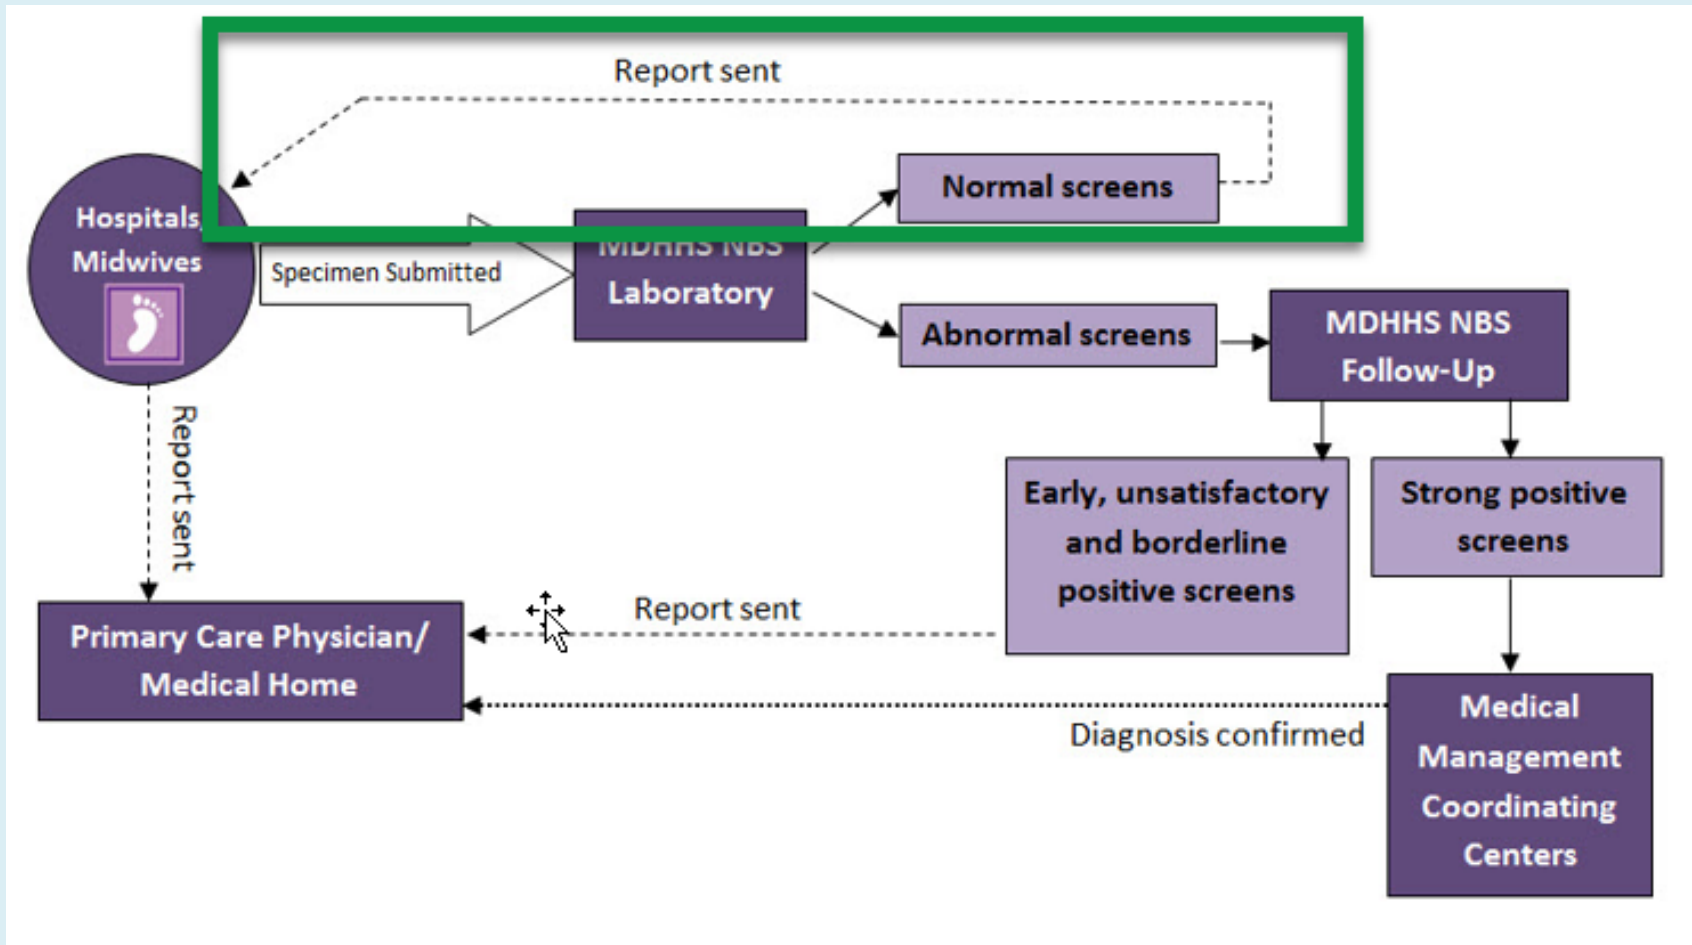 Report sent
Normal screens
Hospitals,
Midwives
Specimen Submitted
MDHHS NBS
Laboratory
Abnormal screens
MDHHS NBS
Follow-Up
Report sent
Early, unsatisfactory
and borderline
positive screens
Strong positive
screens
Report sent
Primary Care Physician/
Medical Home
Diagnosis confirmed
Medical
Management
Coordinating
Centers